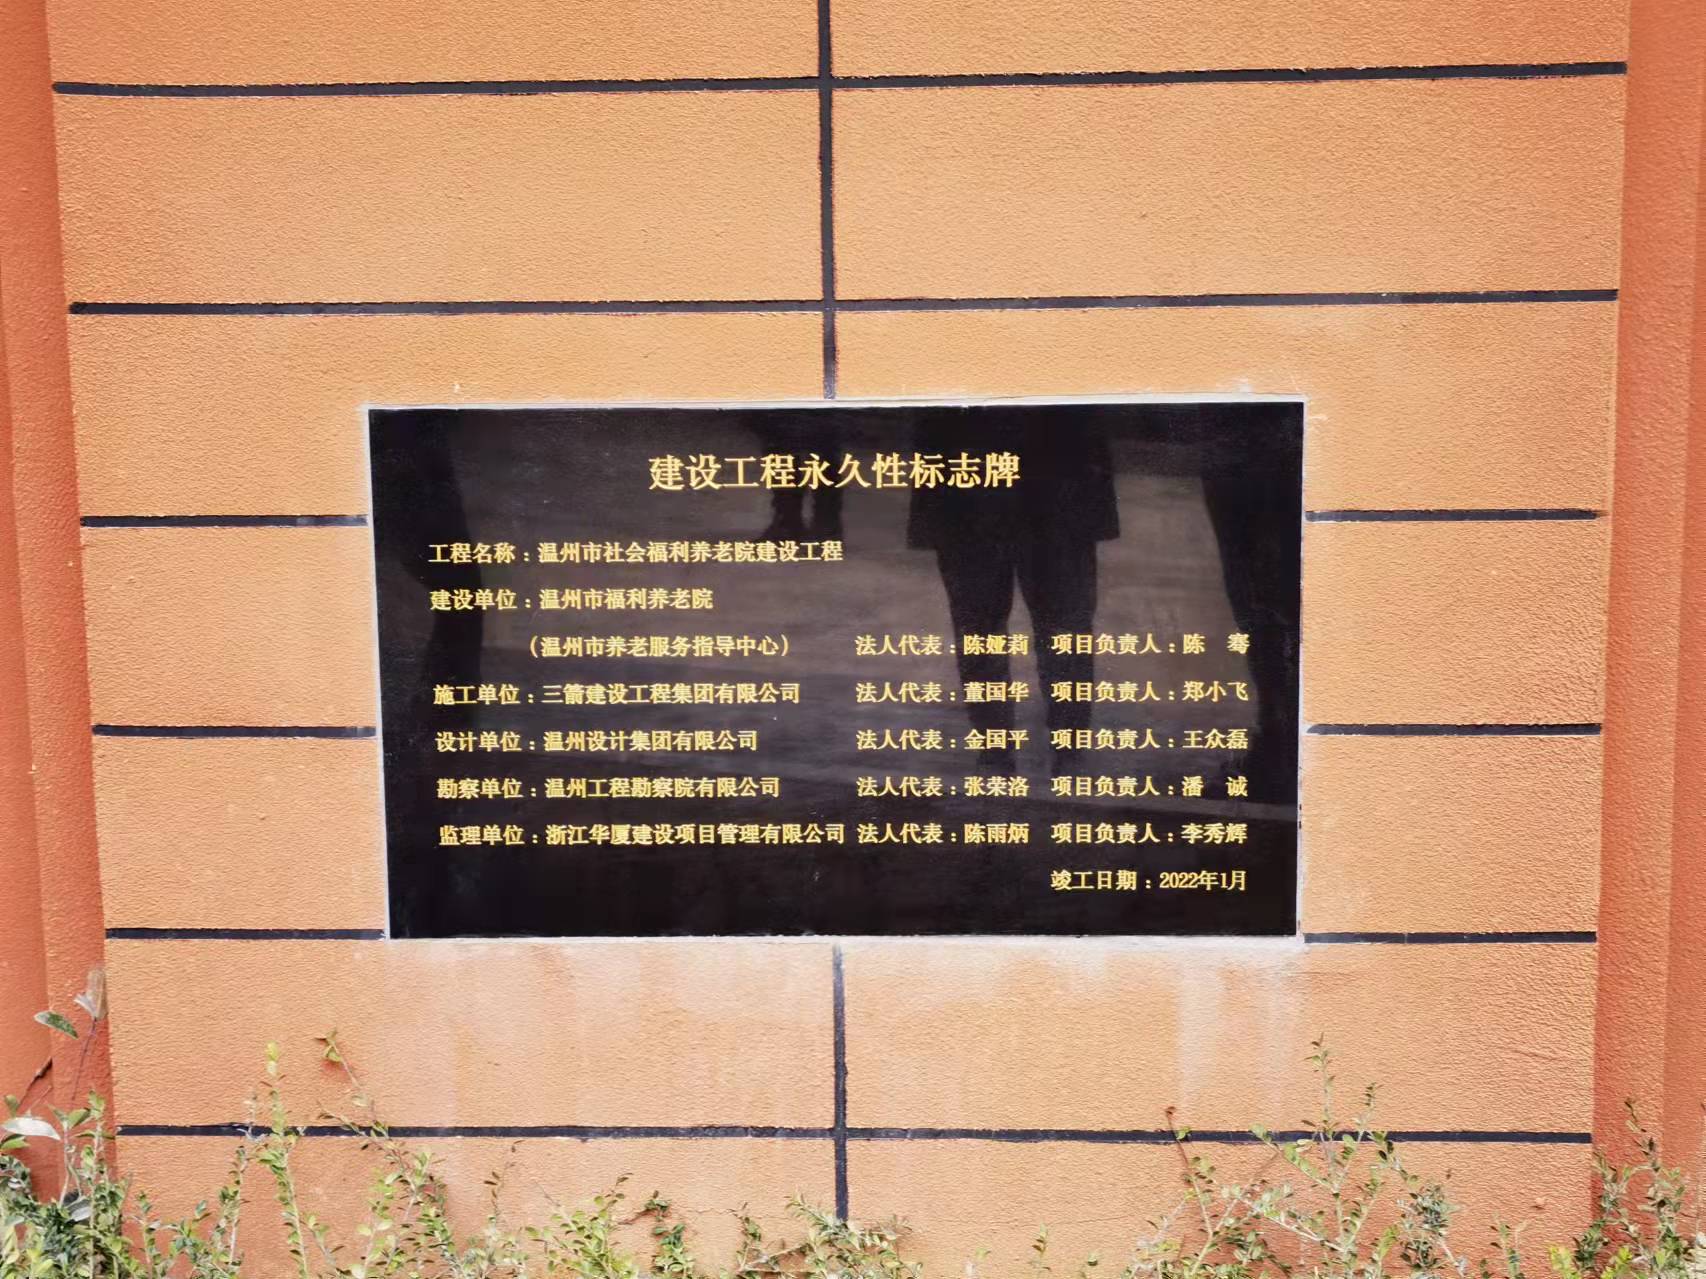 建设工程永久性标志牌
工程名称：温州市社会福利养老院建设工程
建设单位：温州市福利养老院
（温州市养老服务指导中心） 法人代表：陈娅莉 项目负责人：陈 骞
施工单位：三箭建设工程集团有限公司 法人代表：董国华 项目负责人：郑小飞
设计单位：温州设计集团有限公司 法人代表：金国平 项目负责人：王众磊
勘察单位：温州工程勘察院有限公司 法人代表：张荣洛 项目负责人：潘 诚
监理单位：浙江华厦建设项目管理有限公司 法人代表：陈雨炳 项目负责人：李秀辉
竣工日期：2022年1月